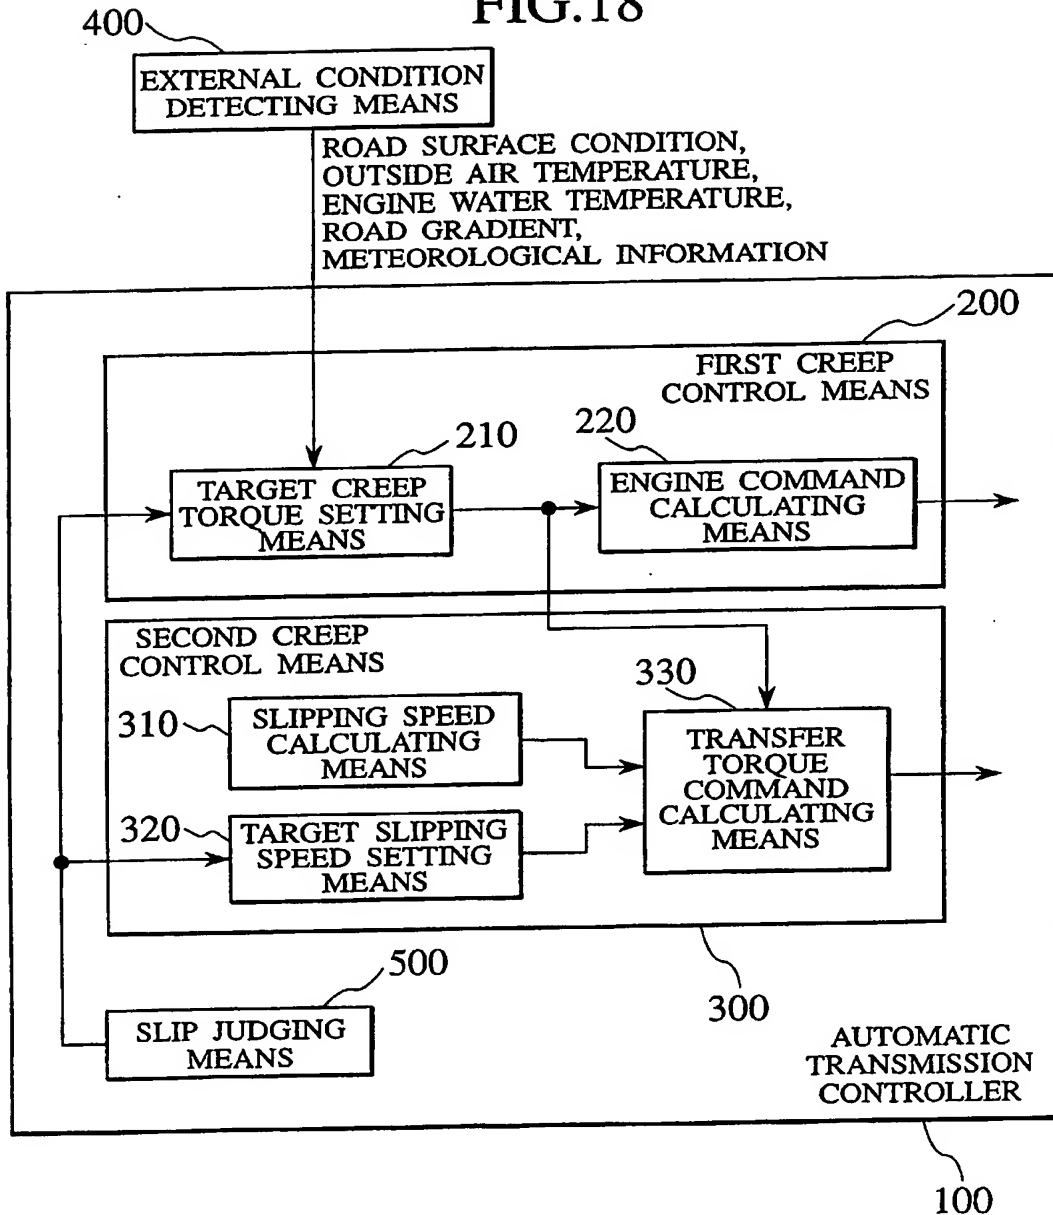 FIG.18
400
EXTERNAL CONDITION
DETECTING MEANS
ROAD SURFACE CONDITION,
OUTSIDE AIR TEMPERATURE,
ENGINE WATER TEMPERATURE,
ROAD GRADIENT,
METEOROLOGICAL INFORMATION
200
FIRST CREEP
CONTROL MEANS
210
220
TARGET CREEP
TORQUE SETTING
MEANS
ENGINE COMMAND
CALCULATING
MEANS
SECOND CREEP
CONTROL MEANS
330
310
SLIPPING SPEED
CALCULATING
MEANS
TRANSFER
TORQUE
COMMAND
CALCULATING
MEANS
320
TARGET SLIPPING
SPEED SETTING
MEANS
500
300
SLIP JUDGING
MEANS
AUTOMATIC
TRANSMISSION
CONTROLLER
100